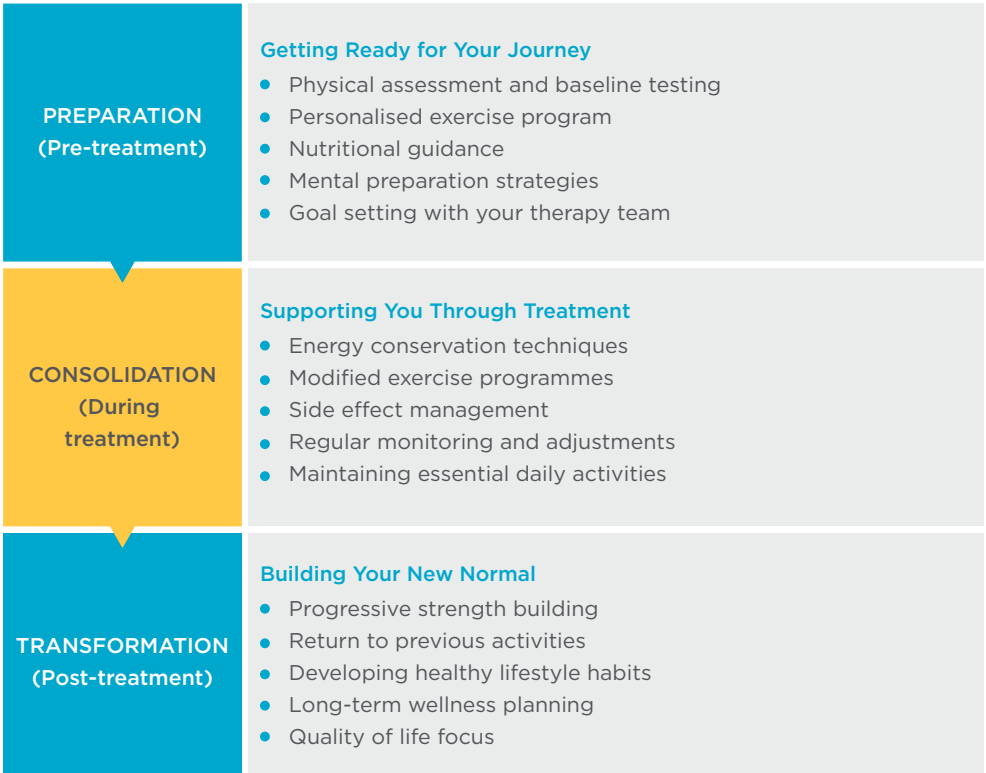 PREPARATION
(Pre-treatment)
Getting Ready for Your Journey
Physical assessment and baseline testing
Personalised exercise program
Nutritional guidance
Mental preparation strategies
Goal setting with your therapy team
CONSOLIDATION
(During
treatment)
Supporting You Through Treatment
Energy conservation techniques
Modified exercise programmes
Side effect management
Regular monitoring and adjustments
Maintaining essential daily activities
TRANSFORMATION
(Post-treatment)
Building Your New Normal
Progressive strength building
Return to previous activities
Developing healthy lifestyle habits
Long-term wellness planning
Quality of life focus